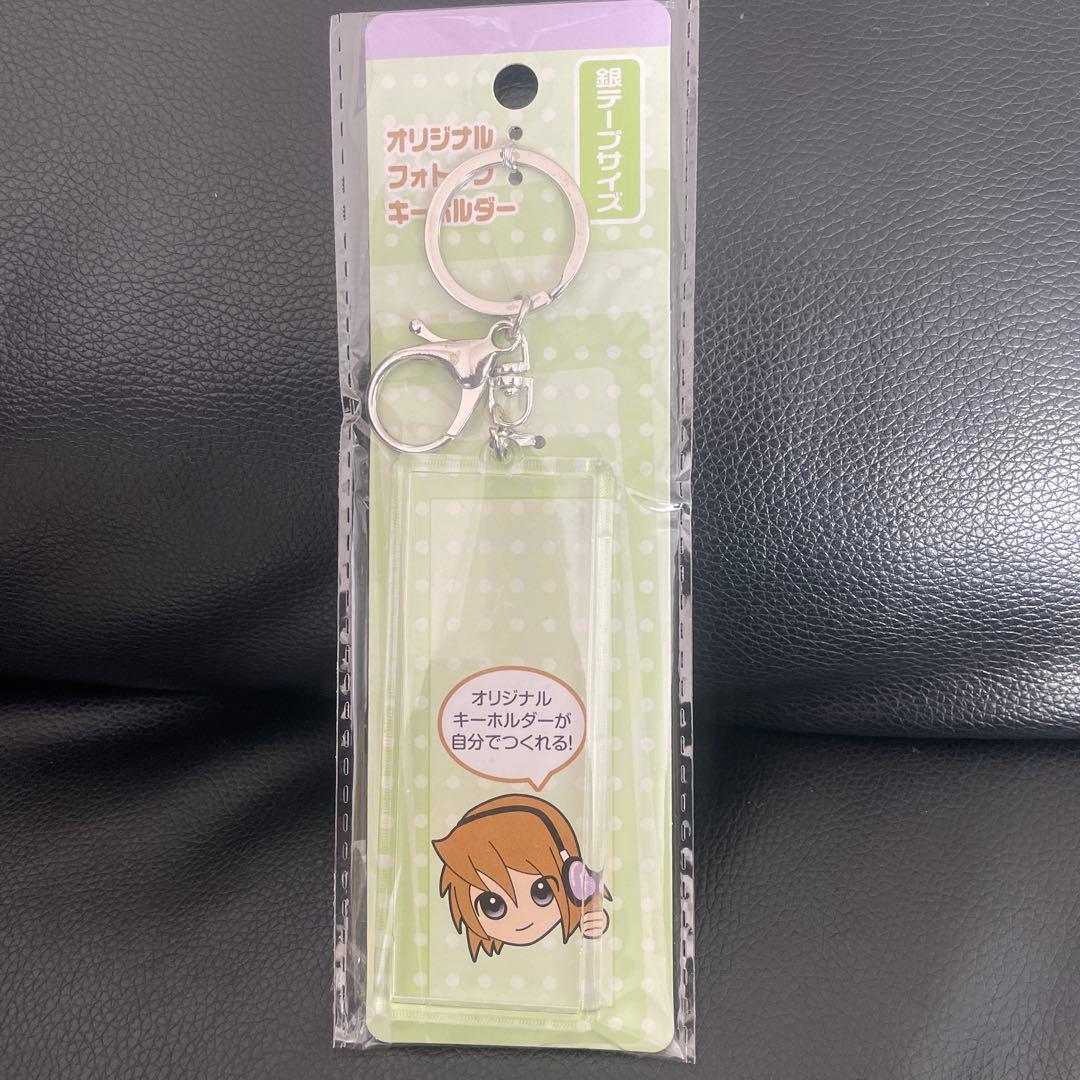 オリジナル
フォトップ
キーホルダー
銀テープサイズ
オリジナル
キーホルダーが
自分でつくれる!